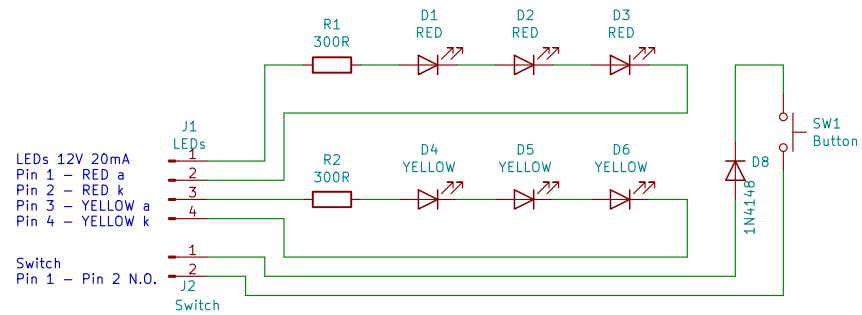 R1
300R
D1
RED
D2
RED
D3
RED
J1
LEDs
1
2
3
4
LEDs 12V 20mA
Pin 1 – RED a
Pin 2 – RED k
Pin 3 – YELLOW a
Pin 4 – YELLOW k
R2
300R
D4
YELLOW
D5
YELLOW
D6
YELLOW
D8
1N4148
SW1
Button
Switch
Pin 1 – Pin 2 N.O.
1
2
J2
Switch